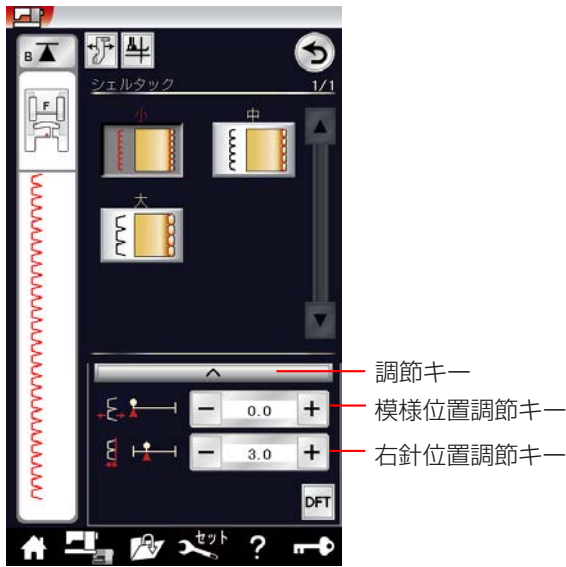 B
シェルタック 1/1
F
小 中
大
調節キー
− 0.0 + 模様位置調節キー
− 3.0 + 右針位置調節キー
DFT
セット ?